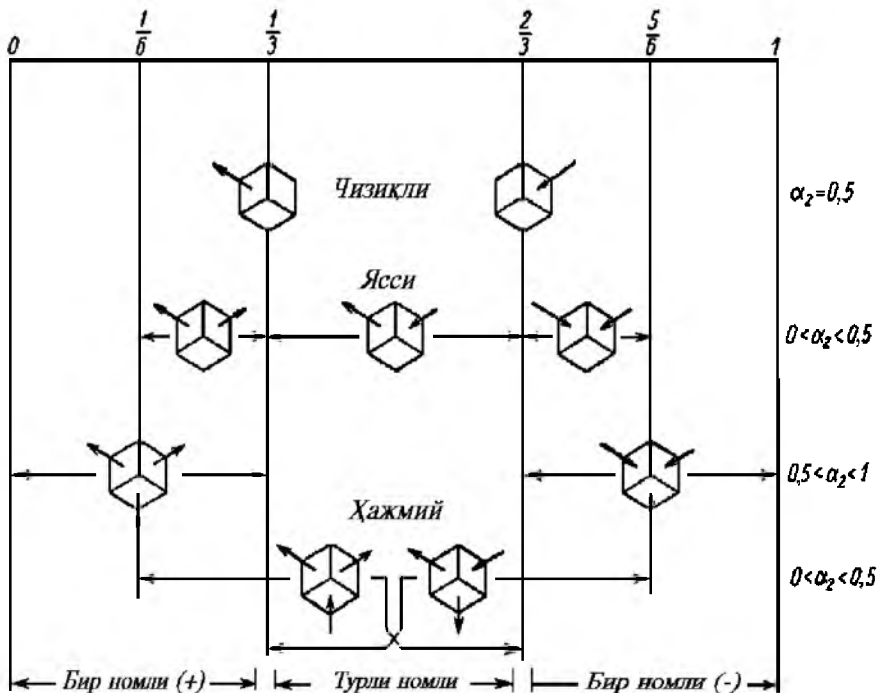 0 1/6 1/3 2/3 5/6 1
Чизиқли
α₂=0,5
Ясси
0<α₂<0,5
0,5<α₂<1
Ҳажмий
0<α₂<0,5
Бир номли (+) Турли номли Бир номли (-)